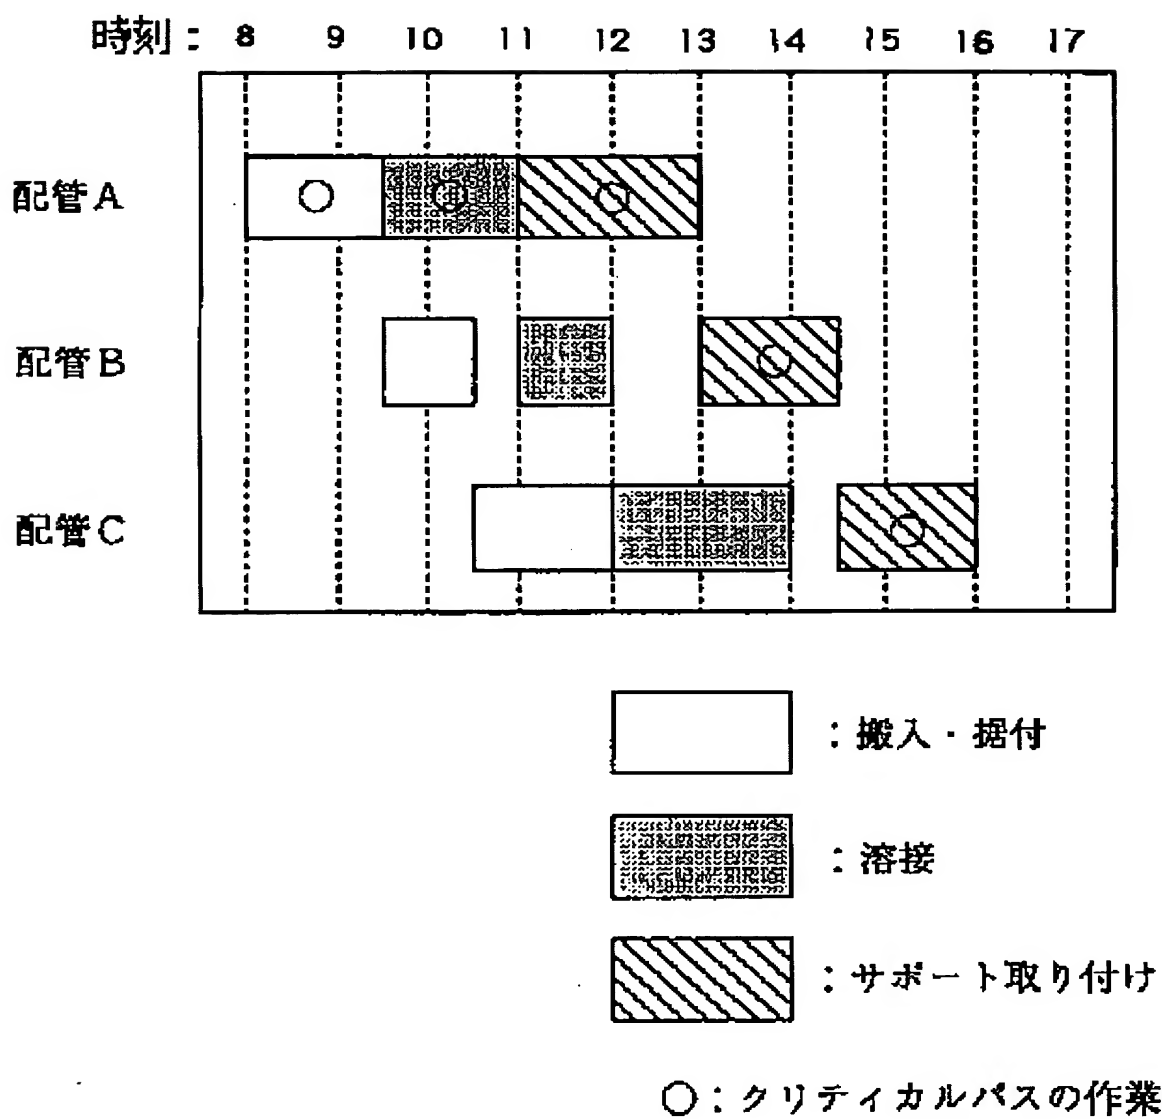 時刻: 8 9 10 11 12 13 14 15 16 17
配管A
配管B
配管C
:搬入・据付
:溶接
:サポート取り付け
○:クリティカルパスの作業